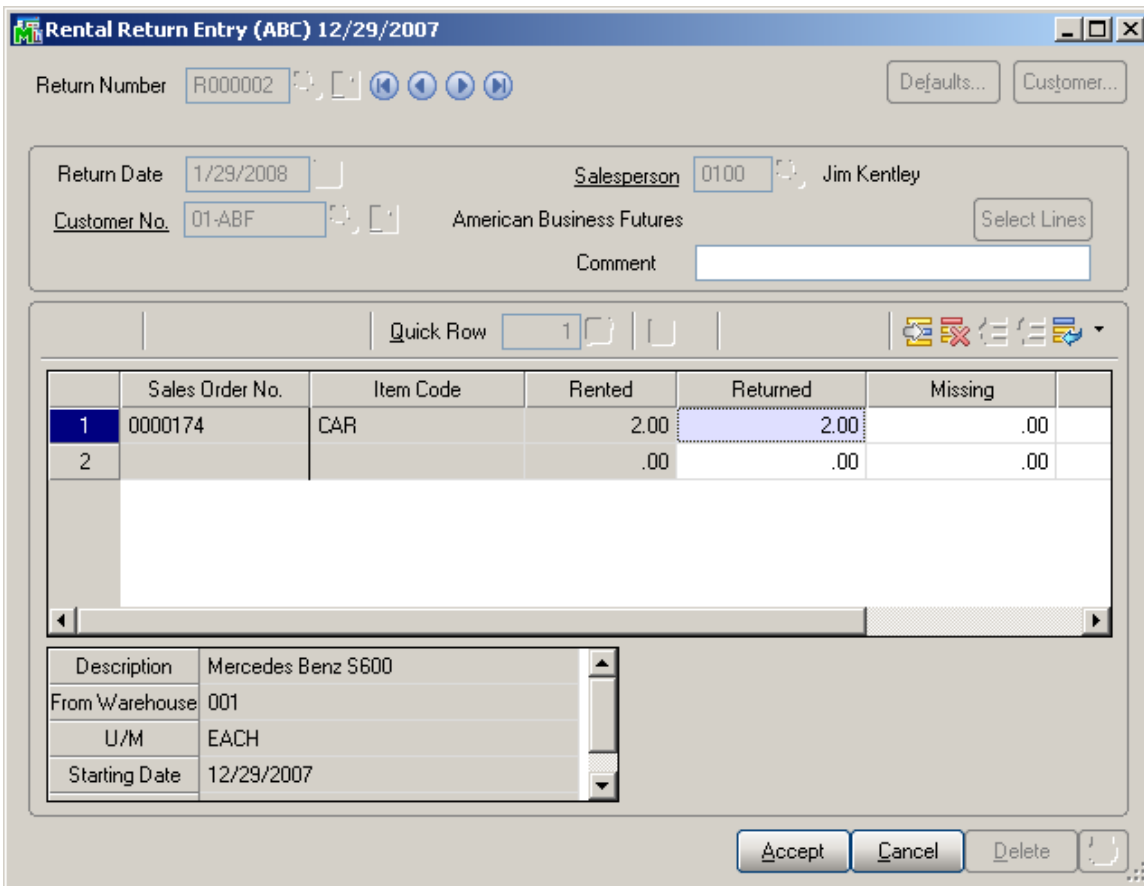 Rental Return Entry (ABC) 12/29/2007
Return Number R000002 Defaults... Customer...
Return Date 1/29/2008 Salesperson 0100 Jim Kentley
Customer No. 01-ABF American Business Futures Select Lines
Comment
Quick Row 1
Sales Order No. Item Code Rented Returned Missing
1 0000174 CAR 2.00 2.00 .00
2 .00 .00 .00
Description Mercedes Benz S600
From Warehouse 001
U/M EACH
Starting Date 12/29/2007
Accept Cancel Delete